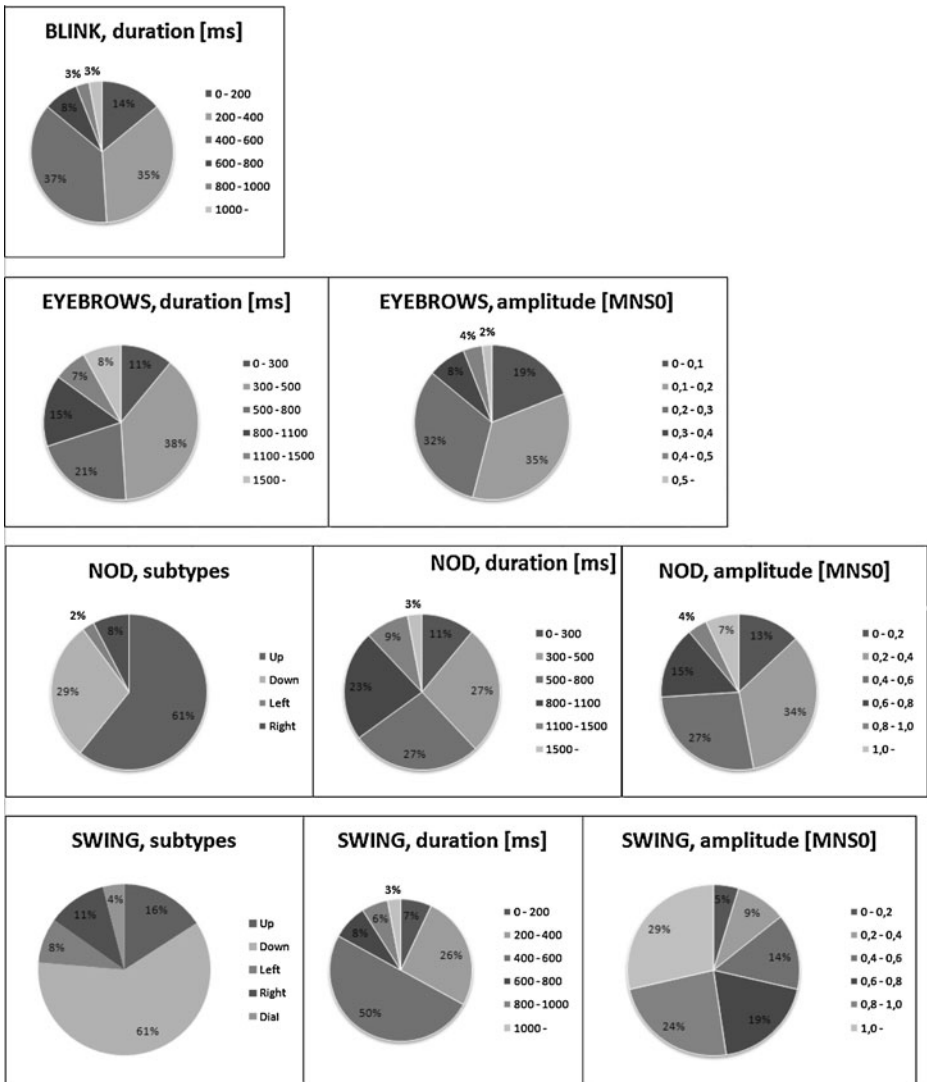 BLINK, duration [ms]
3% 3%
8% 14%
37% 35%
0 - 200
200 - 400
400 - 600
600 - 800
800 - 1000
1000 -
EYEBROWS, duration [ms]
8% 11%
7%
15%
38%
21%
0 - 300
300 - 500
500 - 800
800 - 1100
1100 - 1500
1500 -
EYEBROWS, amplitude [MNS0]
4% 2%
8% 19%
32%
35%
0 - 0,1
0,1 - 0,2
0,2 - 0,3
0,3 - 0,4
0,4 - 0,5
0,5 -
NOD, subtypes
2% 8%
29%
61%
Up
Down
Left
Right
NOD, duration [ms]
3%
9% 11%
23% 27%
27%
0 - 300
300 - 500
500 - 800
800 - 1100
1100 - 1500
1500 -
NOD, amplitude [MNS0]
4% 7% 13%
15%
34%
27%
0 - 0,2
0,2 - 0,4
0,4 - 0,6
0,6 - 0,8
0,8 - 1,0
1,0 -
SWING, subtypes
4%
11% 16%
8%
61%
Up
Down
Left
Right
Dial
SWING, duration [ms]
3%
6% 7%
8%
26%
50%
0 - 200
200 - 400
400 - 600
600 - 800
800 - 1000
1000 -
SWING, amplitude [MNS0]
5%
9%
29%
14%
24% 19%
0 - 0,2
0,2 - 0,4
0,4 - 0,6
0,6 - 0,8
0,8 - 1,0
1,0 -